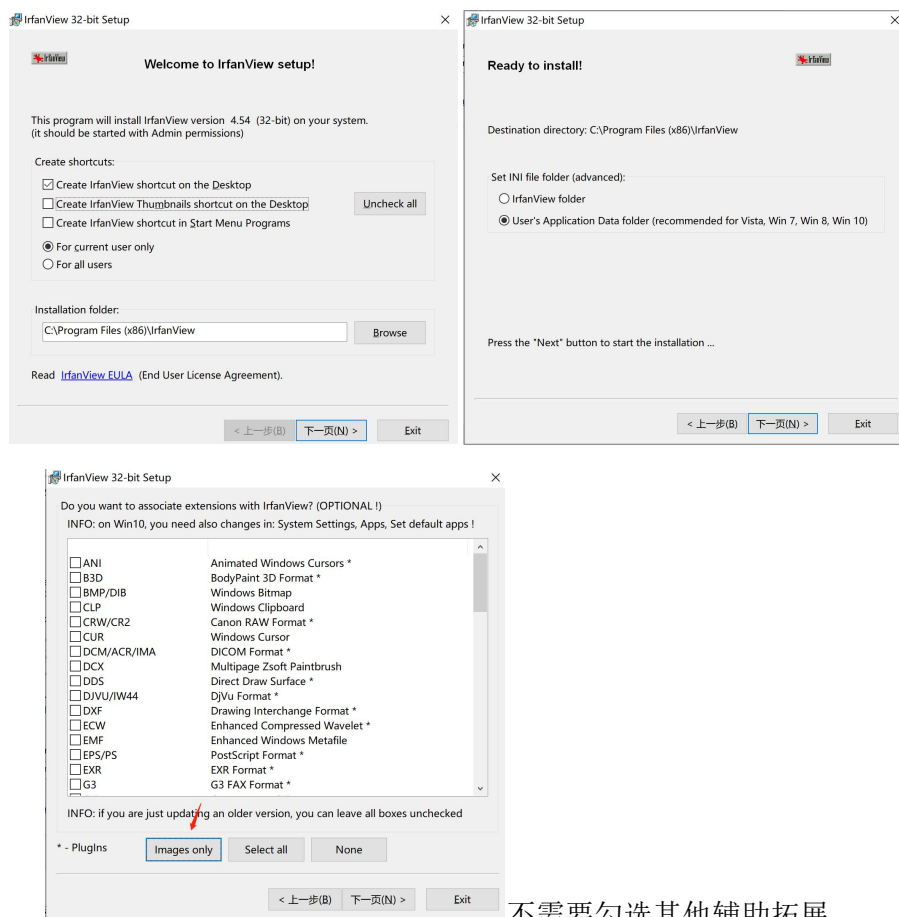 IrfanView 32-bit Setup
IrfanView
Welcome to IrfanView setup!
This program will install IrfanView version 4.54 (32-bit) on your system.
(it should be started with Admin permissions)
Create shortcuts:
Create IrfanView shortcut on the Desktop
Create IrfanView Thumbnails shortcut on the Desktop
Uncheck all
Create IrfanView shortcut in Start Menu Programs
For current user only
For all users
Installation folder:
C:\Program Files (x86)\IrfanView
Browse
Read IrfanView EULA (End User License Agreement).
< 上一步(B) 下一页(N) > Exit
IrfanView 32-bit Setup
Ready to install!
IrfanView
Destination directory: C:\Program Files (x86)\IrfanView
Set INI file folder (advanced):
IrfanView folder
User's Application Data folder (recommended for Vista, Win 7, Win 8, Win 10)
Press the "Next" button to start the installation ...
< 上一步(B) 下一页(N) > Exit
IrfanView 32-bit Setup
Do you want to associate extensions with IrfanView? (OPTIONAL !)
INFO: on Win10, you need also changes in: System Settings, Apps, Set default apps !
ANI Animated Windows Cursors *
B3D BodyPaint 3D Format *
BMP/DIB Windows Bitmap
CLP Windows Clipboard
CRW/CR2 Canon RAW Format *
CUR Windows Cursor
DCM/ACR/IMA DICOM Format *
DCX Multipage Zsoft Paintbrush
DDS Direct Draw Surface *
DJVU/IW44 DjVu Format *
DXF Drawing Interchange Format *
ECW Enhanced Compressed Wavelet *
EMF Enhanced Windows Metafile
EPS/PS PostScript Format *
EXR EXR Format *
G3 G3 FAX Format *
INFO: if you are just updating an older version, you can leave all boxes unchecked
* - PlugIns Images only Select all None
< 上一步(B) 下一页(N) > Exit
不需要勾选其他辅助拓展